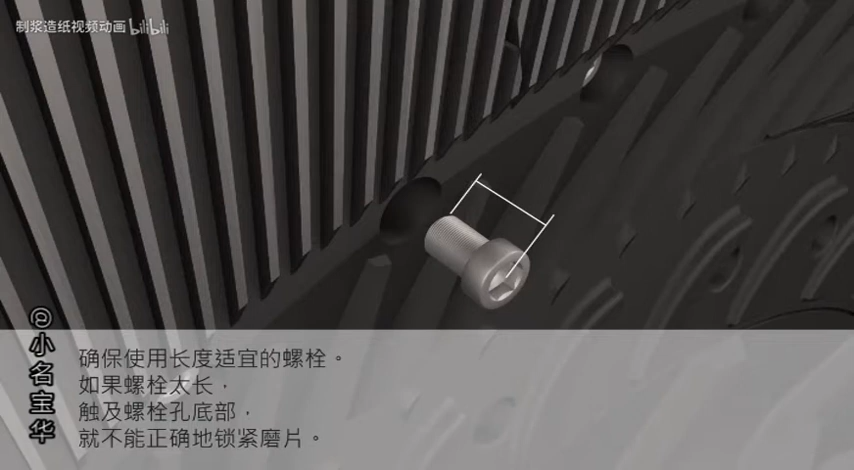 制浆造纸视频动画 bilibili
确保使用长度适宜的螺栓。
如果螺栓太长，
触及螺栓孔底部，
就不能正确地锁紧磨片。
@小名宝华